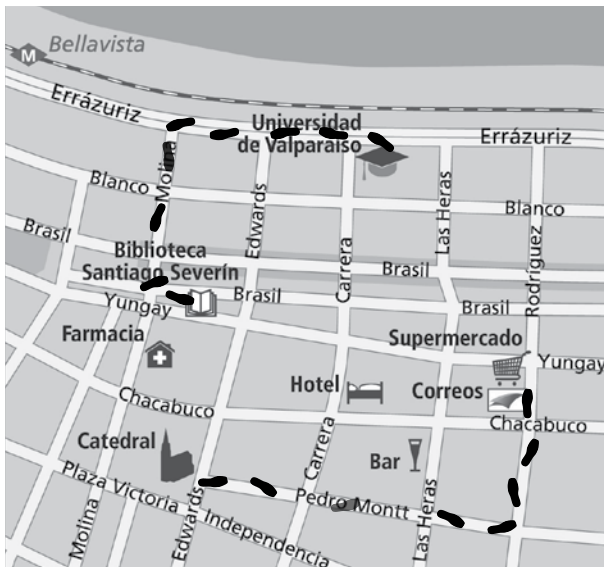 M Bellavista
Errázuriz
Universidad
de Valparaíso
Errázuriz
Molina
Blanco
Edwards
Las Heras
Blanco
Brasil
Carrera
Rodríguez
Biblioteca
Santiago Severín
Brasil
Yungay
Brasil
Brasil
Farmacia
Supermercado
Yungay
Hotel
Correos
Chacabuco
Chacabuco
Catedral
Carrera
Bar
Plaza Victoria
Edwards
Pedro Montt
Las Heras
Molina
Independencia